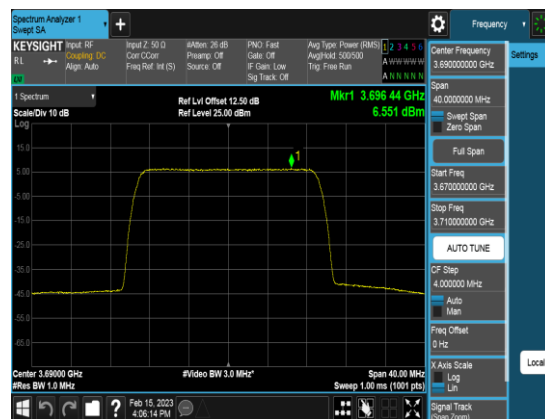 Spectrum Analyzer 1
Swept SA
+
Frequency
KEYSIGHT
RL
Input: RF
Coupling: DC
Align: Auto
Input Z: 50 Ω
Corr CCorr
Freq Ref: Int (S)
#Atten: 26 dB
Preamp: Off
Source: Off
PNO: Fast
Gate: Off
IF Gain: Low
Sig Track: Off
Avg Type: Power (RMS)
Avg|Hold: 500/500
Trig: Free Run
1 2 3 4 5 6
A W W W W W
A N N N N N
LW
1 Spectrum
Scale/Div 10 dB
Log
Ref Lvl Offset 12.50 dB
Ref Level 25.00 dBm
Mkr1 3.696 44 GHz
6.551 dBm
15.0
5.00
-5.00
-15.0
-25.0
-35.0
-45.0
-55.0
-65.0
1
Center 3.69000 GHz
#Res BW 1.0 MHz
#Video BW 3.0 MHz*
Span 40.00 MHz
Sweep 1.00 ms (1001 pts)
Feb 15, 2023
4:06:14 PM
?
Center Frequency
3.690000000 GHz
Span
40.0000000 MHz
Swept Span
Zero Span
Full Span
Start Freq
3.670000000 GHz
Stop Freq
3.710000000 GHz
AUTO TUNE
CF Step
4.000000 MHz
Auto
Man
Freq Offset
0 Hz
X Axis Scale
Log
Lin
Signal Track
(Span Zoom)
Settings
Local